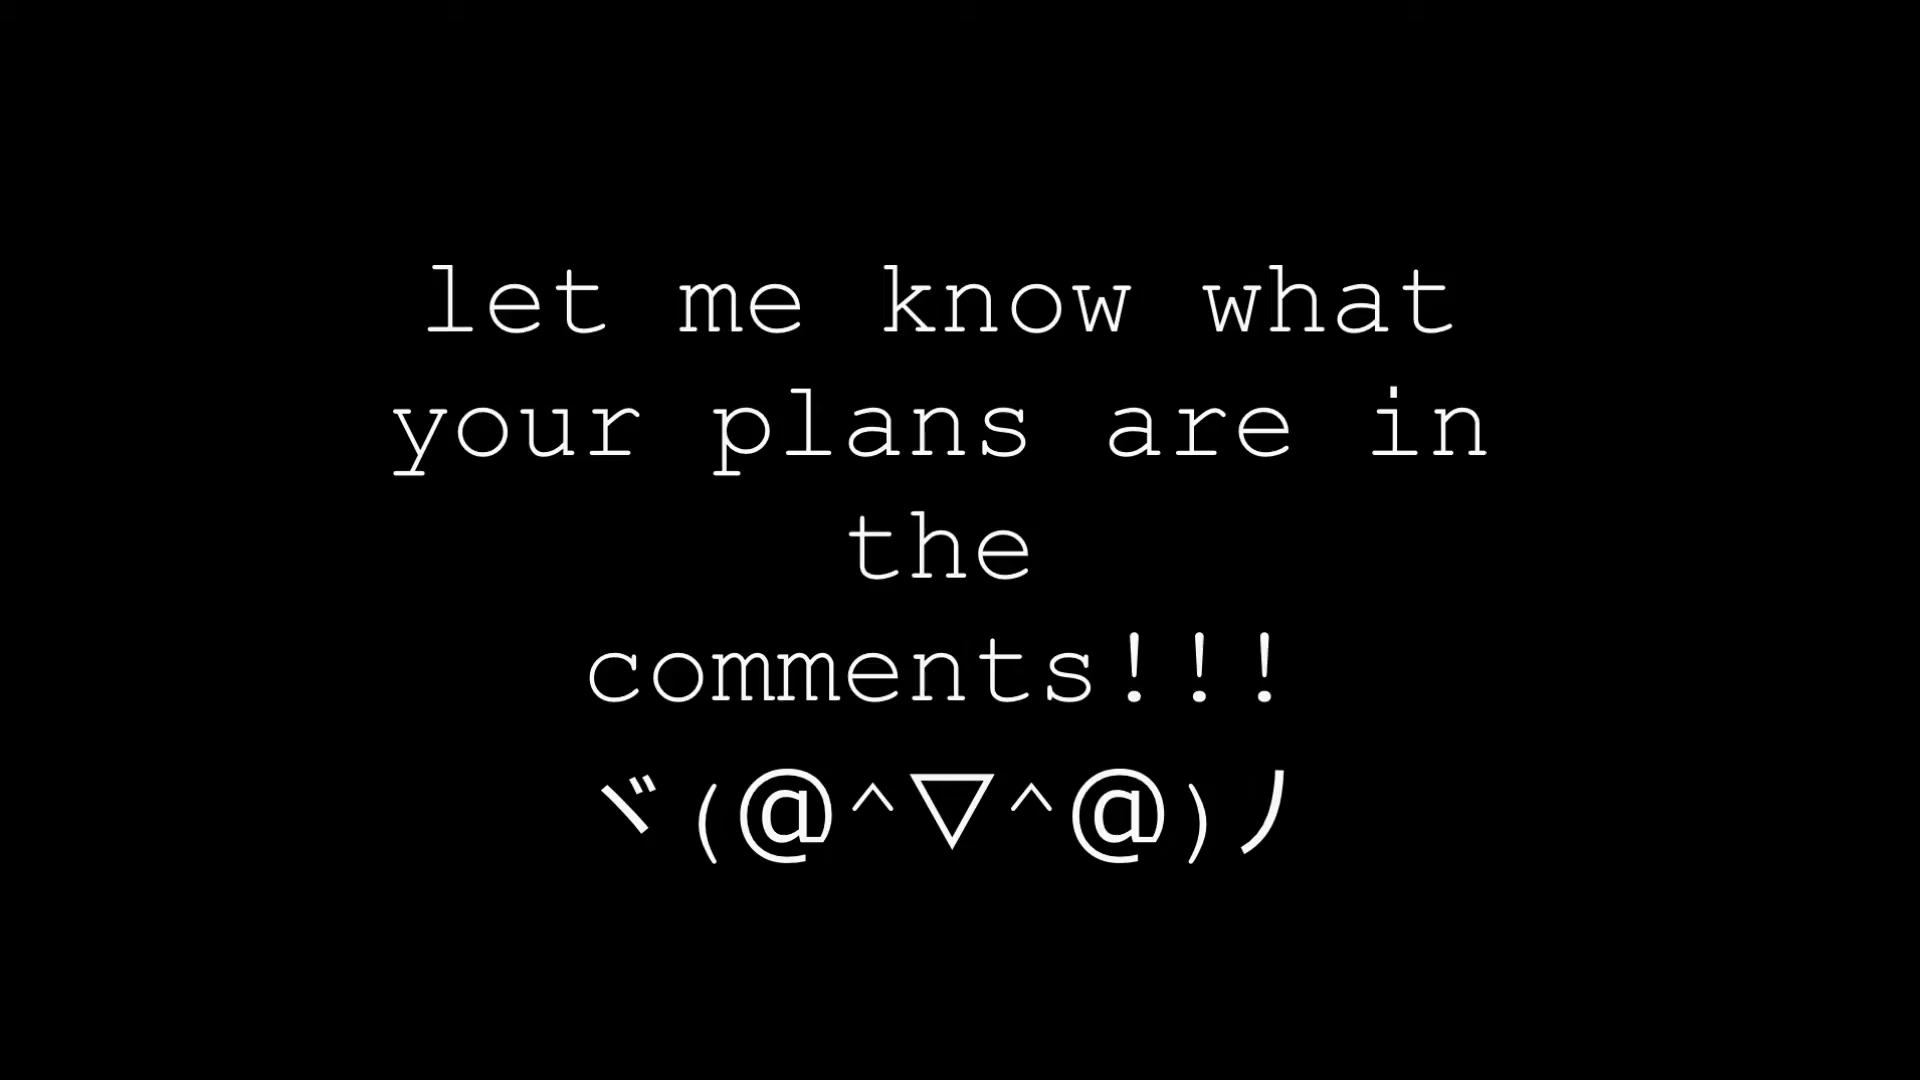 let me know what
your plans are in
the
comments!!!
ヾ(@^▽^@)ノ